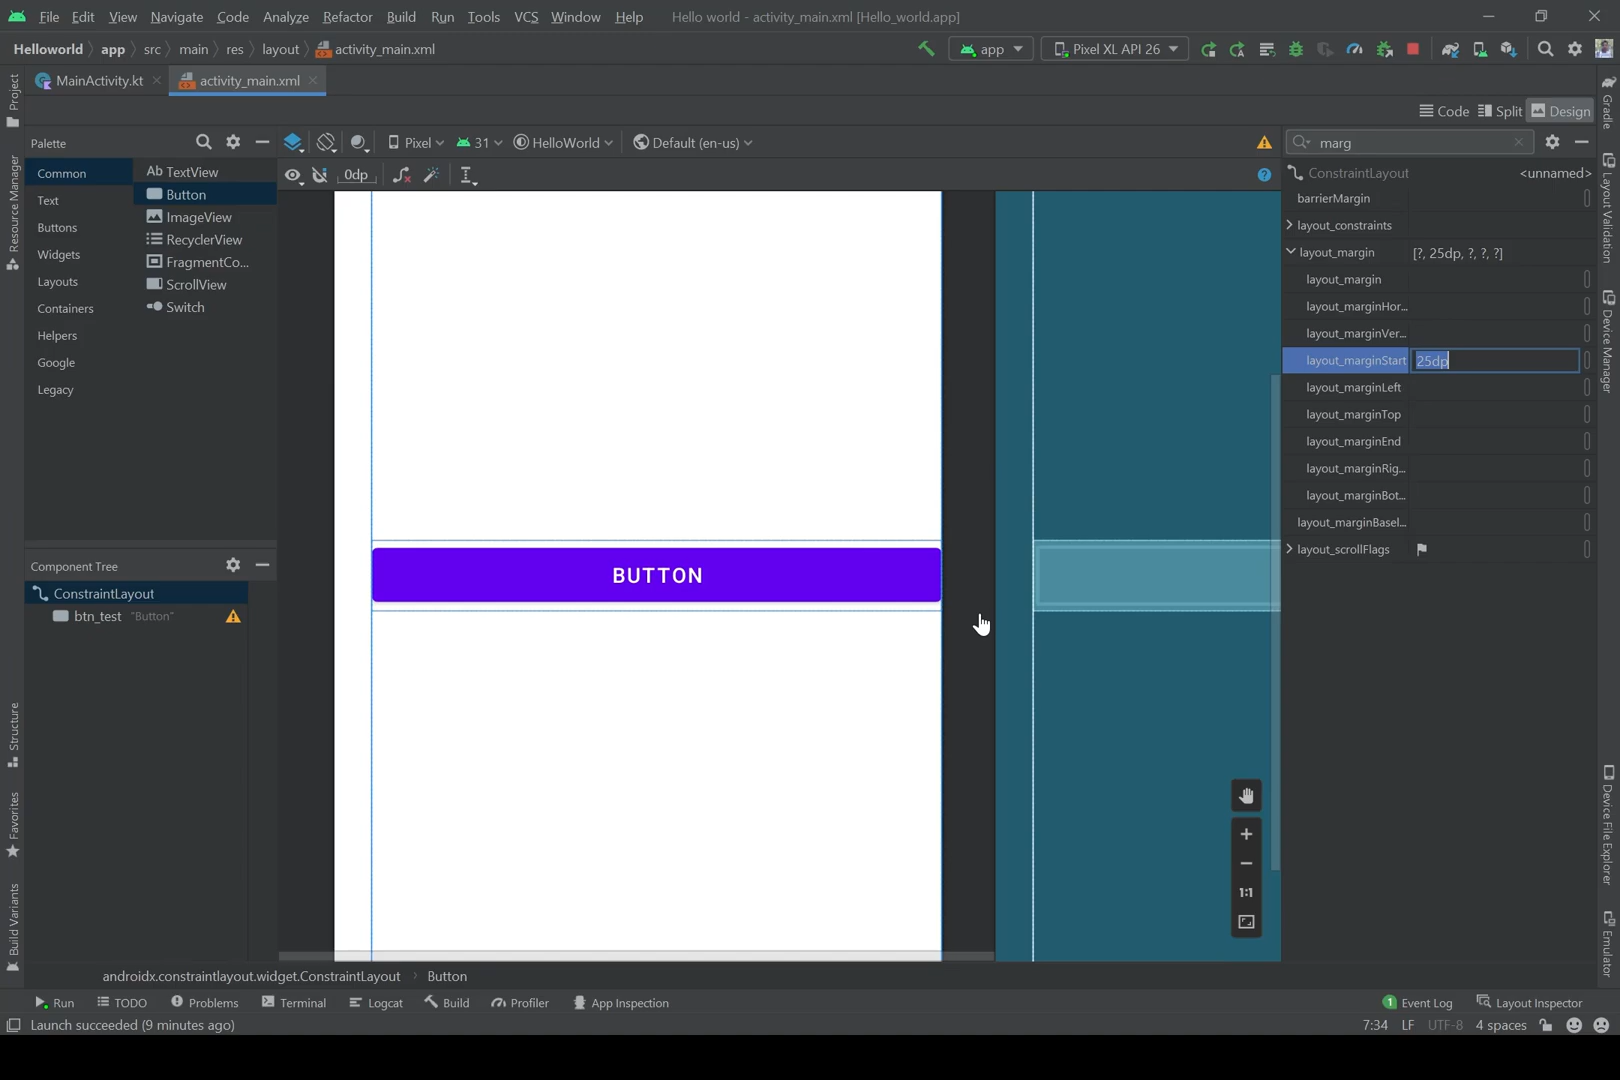 File Edit View Navigate Code Analyze Refactor Build Run Tools VCS Window Help Hello world - activity_main.xml [Hello_world.app]
Helloworld app src main res layout activity_main.xml app Pixel XL API 26
MainActivity.kt activity_main.xml
Code Split Design
Palette Pixel 31 HelloWorld Default (en-us) marg
Common Ab TextView 0dp ConstraintLayout <unnamed>
Button barrierMargin
Text ImageView layout_constraints
Buttons RecyclerView layout_margin [?, 25dp, ?, ?, ?]
Widgets FragmentCo... layout_margin
Layouts ScrollView layout_marginHor...
Containers Switch layout_marginVer...
Helpers layout_marginStart 25dp
Google layout_marginLeft
Legacy layout_marginTop
layout_marginEnd
layout_marginRig...
layout_marginBot...
layout_marginBasel...
layout_scrollFlags
Component Tree
ConstraintLayout
btn_test "Button"
BUTTON
1:1
Project
Resource Manager
Structure
Favorites
Build Variants
Gradle
Layout Validation
Device Manager
Device File Explorer
Emulator
androidx.constraintlayout.widget.ConstraintLayout Button
Run TODO Problems Terminal Logcat Build Profiler App Inspection 1 Event Log Layout Inspector
Launch succeeded (9 minutes ago) 7:34 LF UTF-8 4 spaces